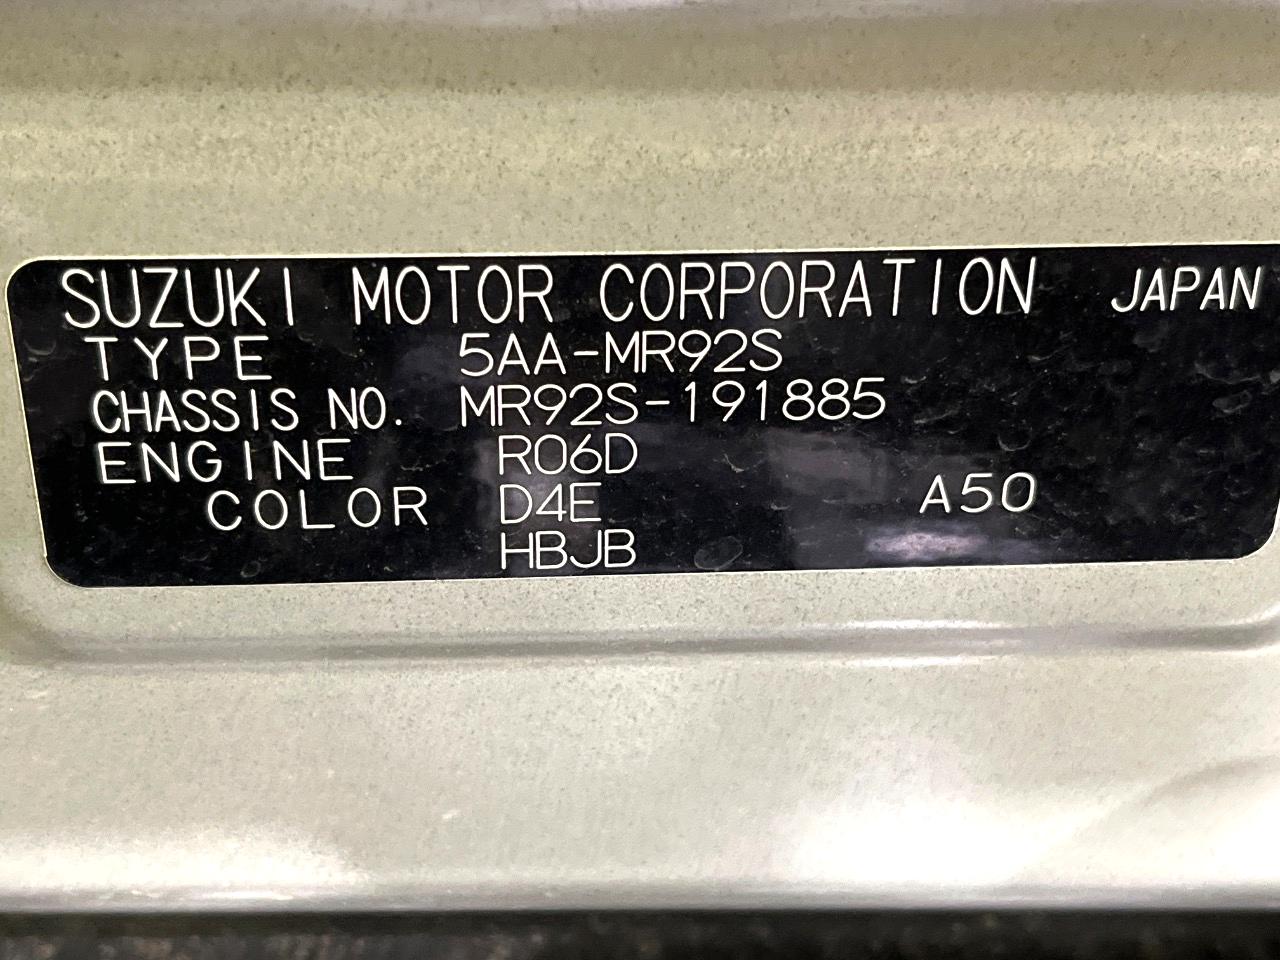 SUZUKI MOTOR CORPORATION JAPAN
TYPE 5AA-MR92S
CHASSIS NO. MR92S-191885
ENGINE R06D
COLOR D4E A50
HBJB